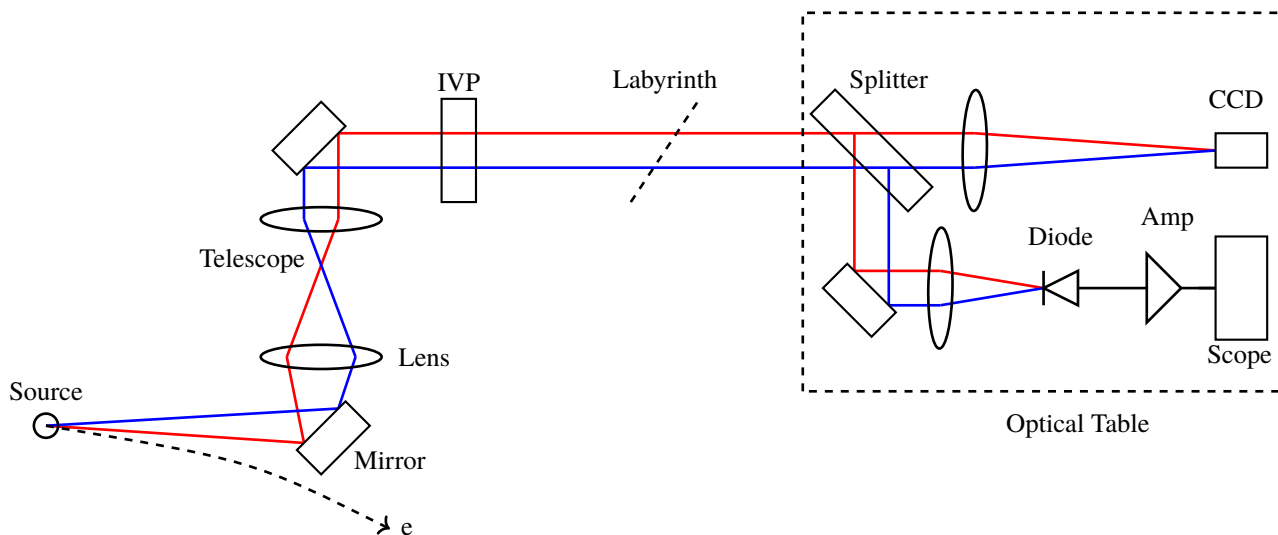 Splitter
Labyrinth
IVP
CCD
Amp
Diode
Telescope
Lens
Scope
Source
Optical Table
Mirror
e